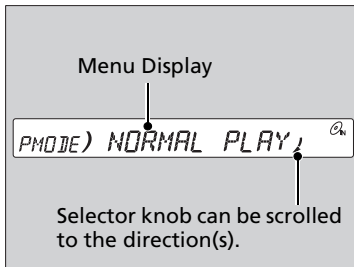 Menu Display
PMODE) NORMAL PLAY
Selector knob can be scrolled
to the direction(s).